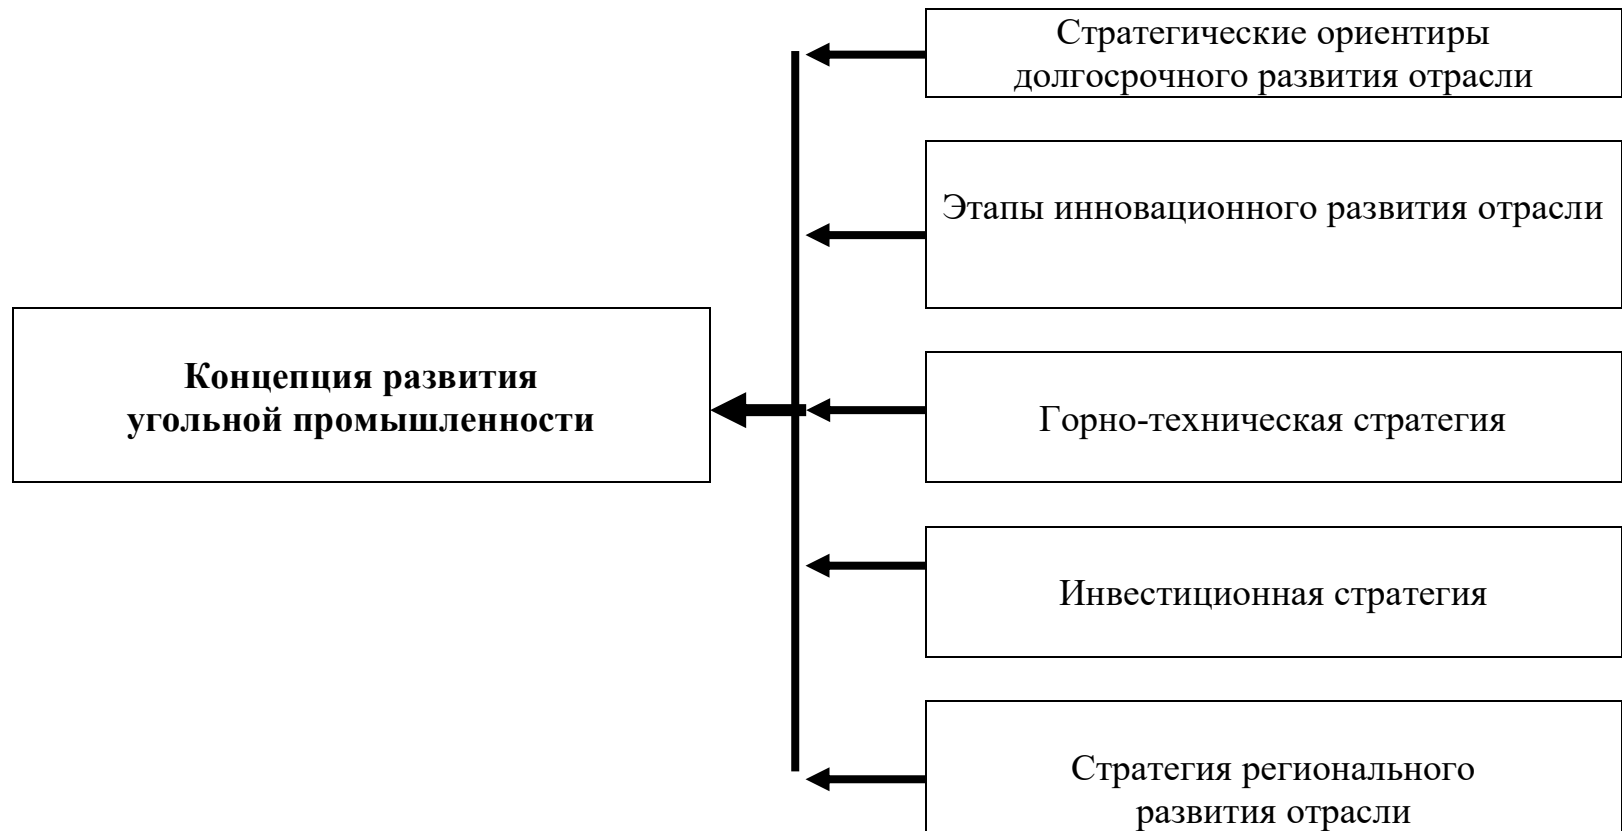 Стратегические ориентиры
долгосрочного развития отрасли
Этапы инновационного развития отрасли
Концепция развития
угольной промышленности
Горно-техническая стратегия
Инвестиционная стратегия
Стратегия регионального
развития отрасли